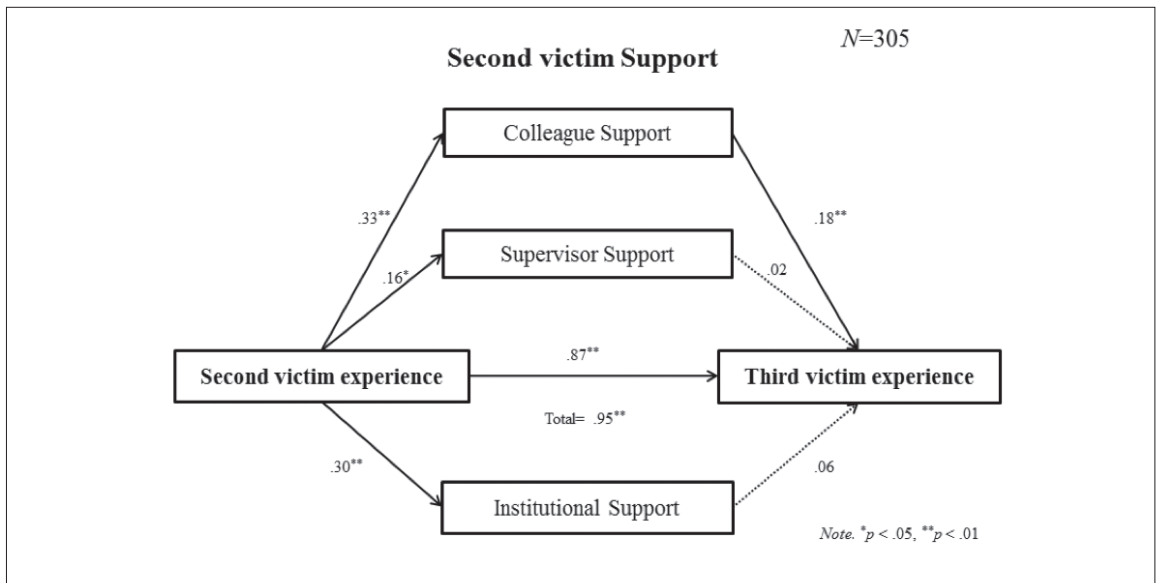 N=305
Second victim Support
Colleague Support
.33**
.18**
Supervisor Support
.16*
.02
.87**
Second victim experience
Third victim experience
Total= .95**
.30**
.06
Institutional Support
Note. *p < .05, **p < .01